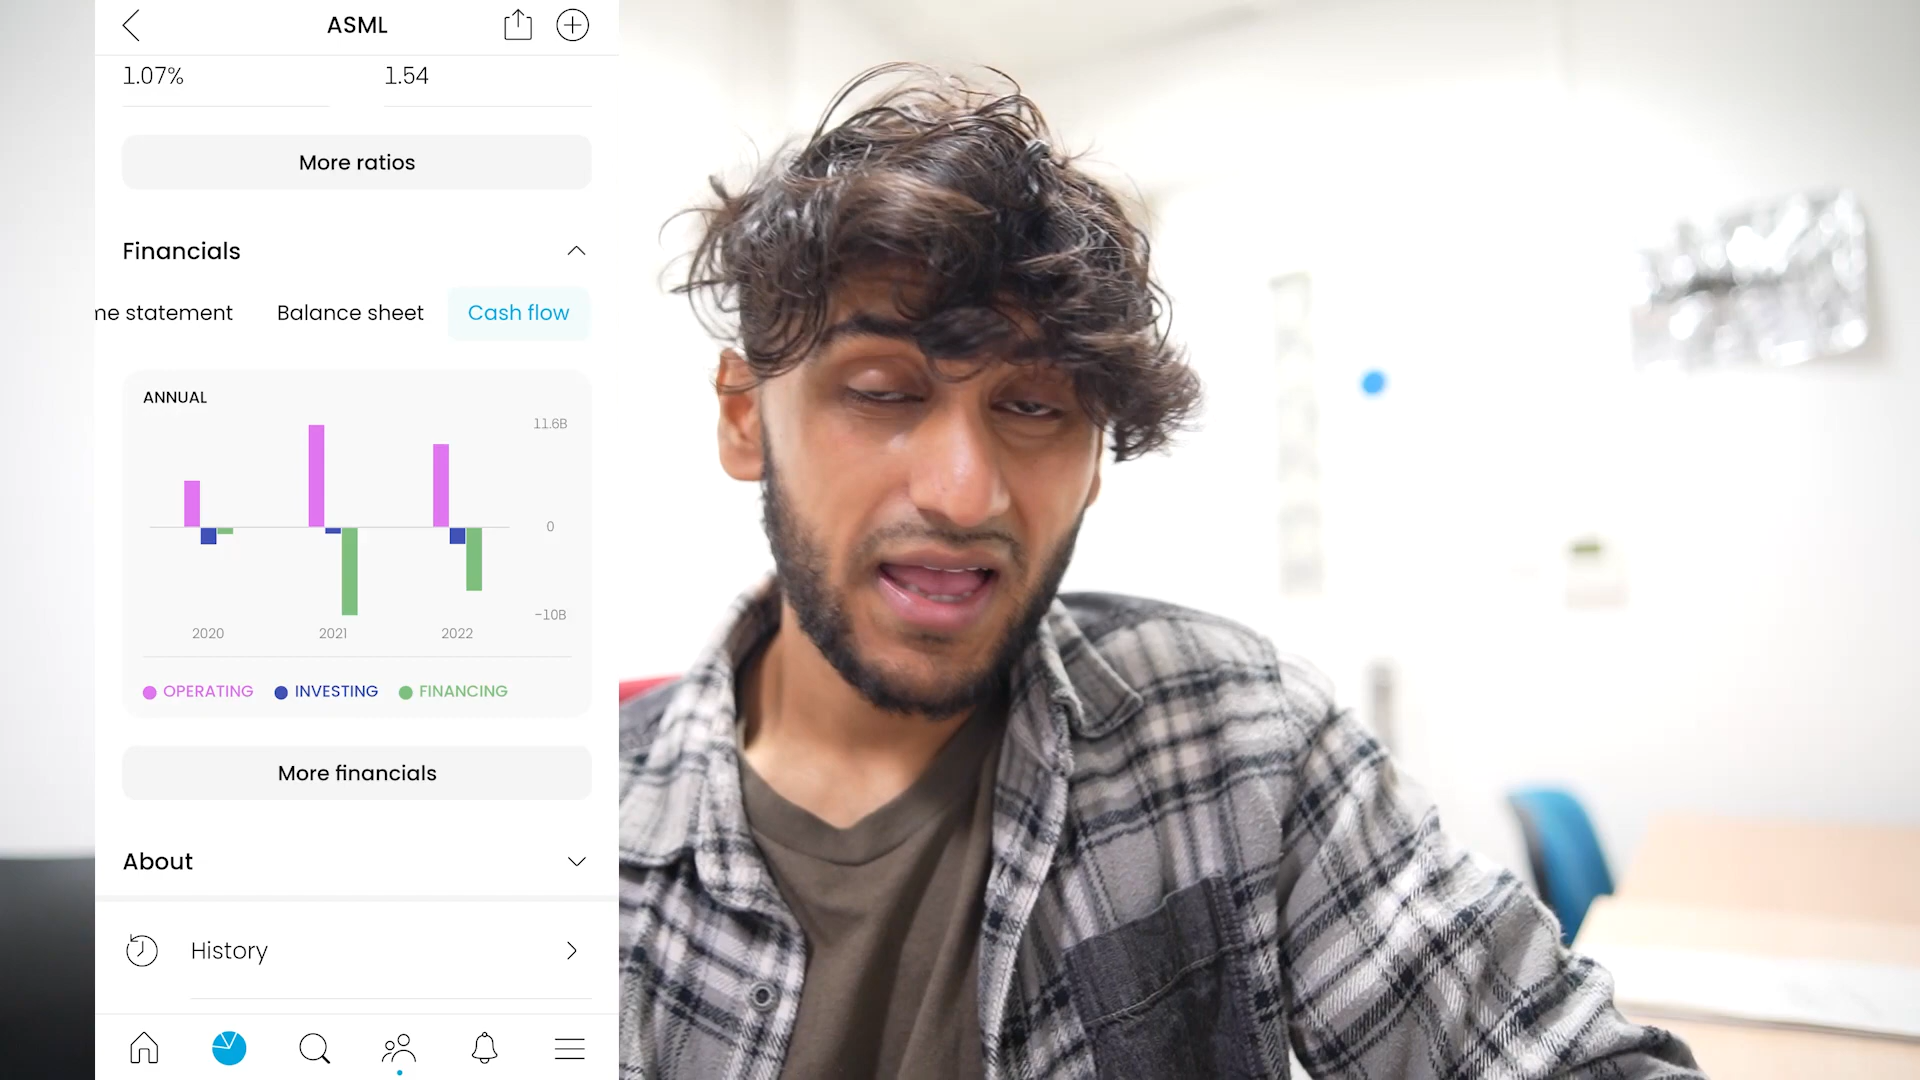 ASML
1.07% 1.54
More ratios
Financials
me statement Balance sheet Cash flow
ANNUAL
11.6B
0
-10B
2020 2021 2022
OPERATING INVESTING FINANCING
More financials
About
History